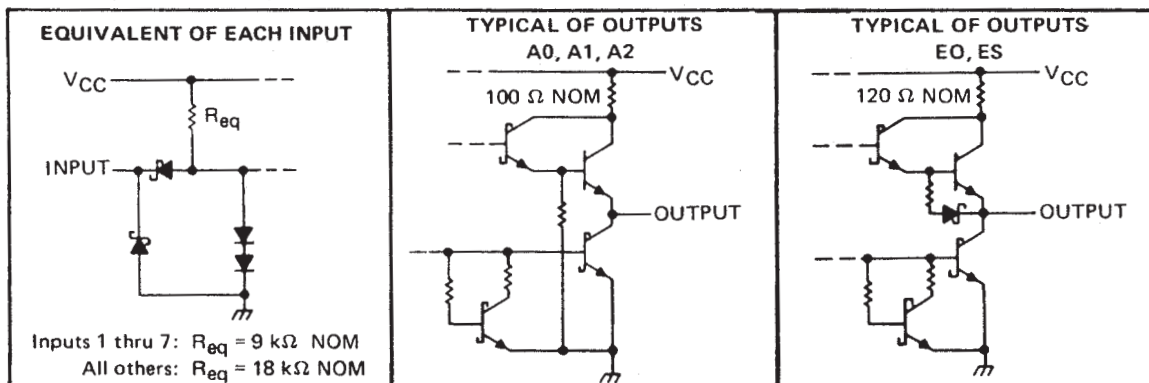 EQUIVALENT OF EACH INPUT
VCC
Req
INPUT
Inputs 1 thru 7: Req = 9 kΩ NOM
All others: Req = 18 kΩ NOM
TYPICAL OF OUTPUTS
A0, A1, A2
VCC
100 Ω NOM
OUTPUT
TYPICAL OF OUTPUTS
EO, ES
VCC
120 Ω NOM
OUTPUT